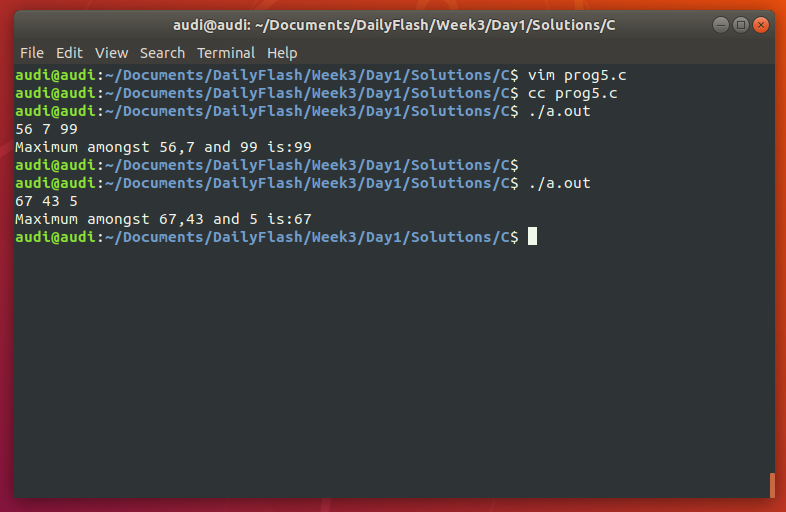 audi@audi: ~/Documents/DailyFlash/Week3/Day1/Solutions/C
File Edit View Search Terminal Help
audi@audi:~/Documents/DailyFlash/Week3/Day1/Solutions/C$ vim prog5.c
audi@audi:~/Documents/DailyFlash/Week3/Day1/Solutions/C$ cc prog5.c
audi@audi:~/Documents/DailyFlash/Week3/Day1/Solutions/C$ ./a.out
56 7 99
Maximum amongst 56,7 and 99 is:99
audi@audi:~/Documents/DailyFlash/Week3/Day1/Solutions/C$
audi@audi:~/Documents/DailyFlash/Week3/Day1/Solutions/C$ ./a.out
67 43 5
Maximum amongst 67,43 and 5 is:67
audi@audi:~/Documents/DailyFlash/Week3/Day1/Solutions/C$